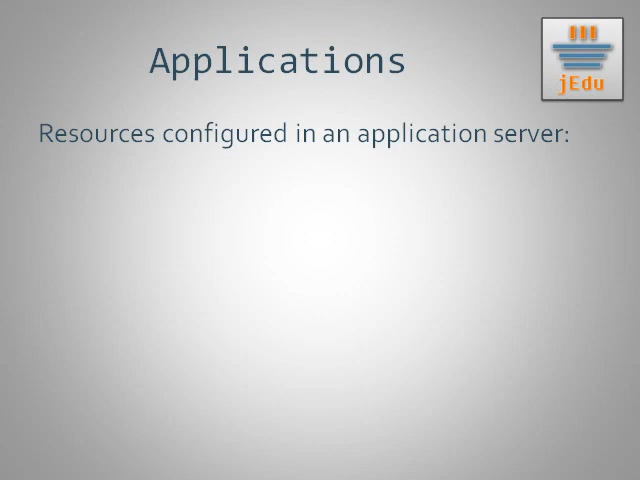 Applications
jEdu
Resources configured in an application server: